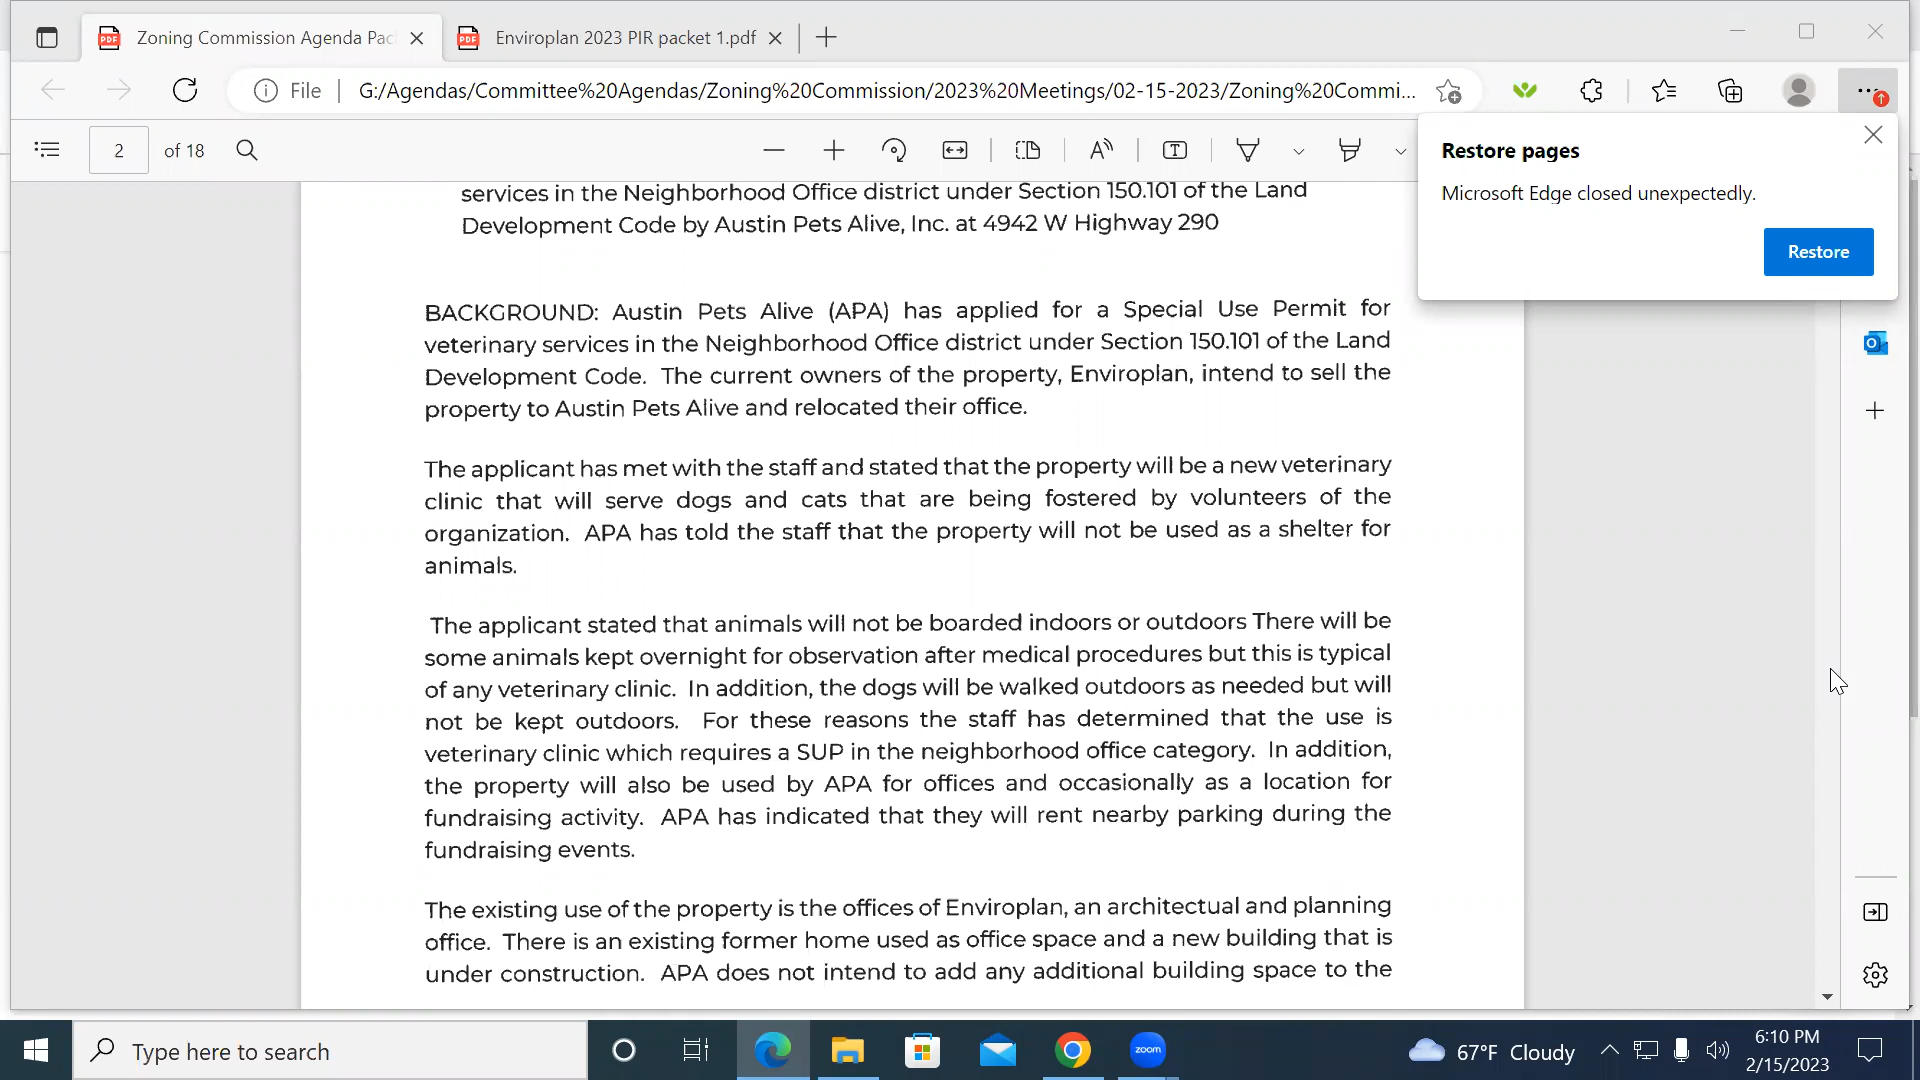 Zoning Commission Agenda Pac
Enviroplan 2023 PIR packet 1.pdf
File
G:/Agendas/Committee%20Agendas/Zoning%20Commission/2023%20Meetings/02-15-2023/Zoning%20Commi...
2 of 18
Restore pages
Microsoft Edge closed unexpectedly.
Restore
services in the Neighborhood Office district under Section 150.101 of the Land
Development Code by Austin Pets Alive, Inc. at 4942 W Highway 290
BACKGROUND: Austin Pets Alive (APA) has applied for a Special Use Permit for
veterinary services in the Neighborhood Office district under Section 150.101 of the Land
Development Code. The current owners of the property, Enviroplan, intend to sell the
property to Austin Pets Alive and relocated their office.
The applicant has met with the staff and stated that the property will be a new veterinary
clinic that will serve dogs and cats that are being fostered by volunteers of the
organization. APA has told the staff that the property will not be used as a shelter for
animals.
The applicant stated that animals will not be boarded indoors or outdoors There will be
some animals kept overnight for observation after medical procedures but this is typical
of any veterinary clinic. In addition, the dogs will be walked outdoors as needed but will
not be kept outdoors. For these reasons the staff has determined that the use is
veterinary clinic which requires a SUP in the neighborhood office category. In addition,
the property will also be used by APA for offices and occasionally as a location for
fundraising activity. APA has indicated that they will rent nearby parking during the
fundraising events.
The existing use of the property is the offices of Enviroplan, an architectual and planning
office. There is an existing former home used as office space and a new building that is
under construction. APA does not intend to add any additional building space to the
Type here to search
zoom
67°F Cloudy
6:10 PM
2/15/2023